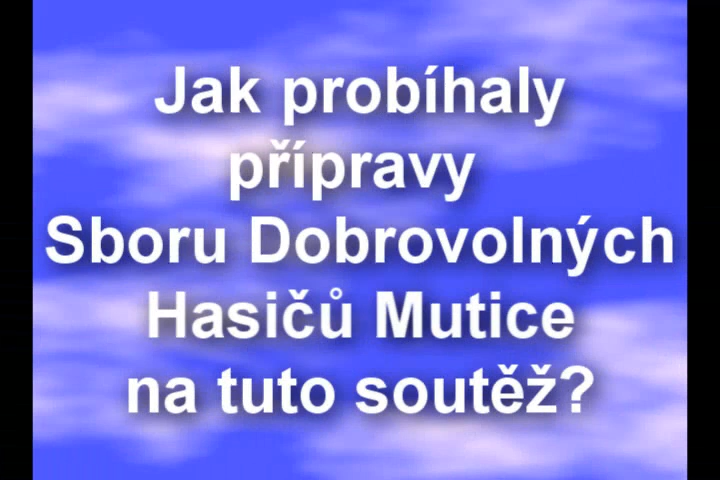 Jak probíhaly
přípravy
Sboru Dobrovolných
Hasičů Mutice
na tuto soutěž?